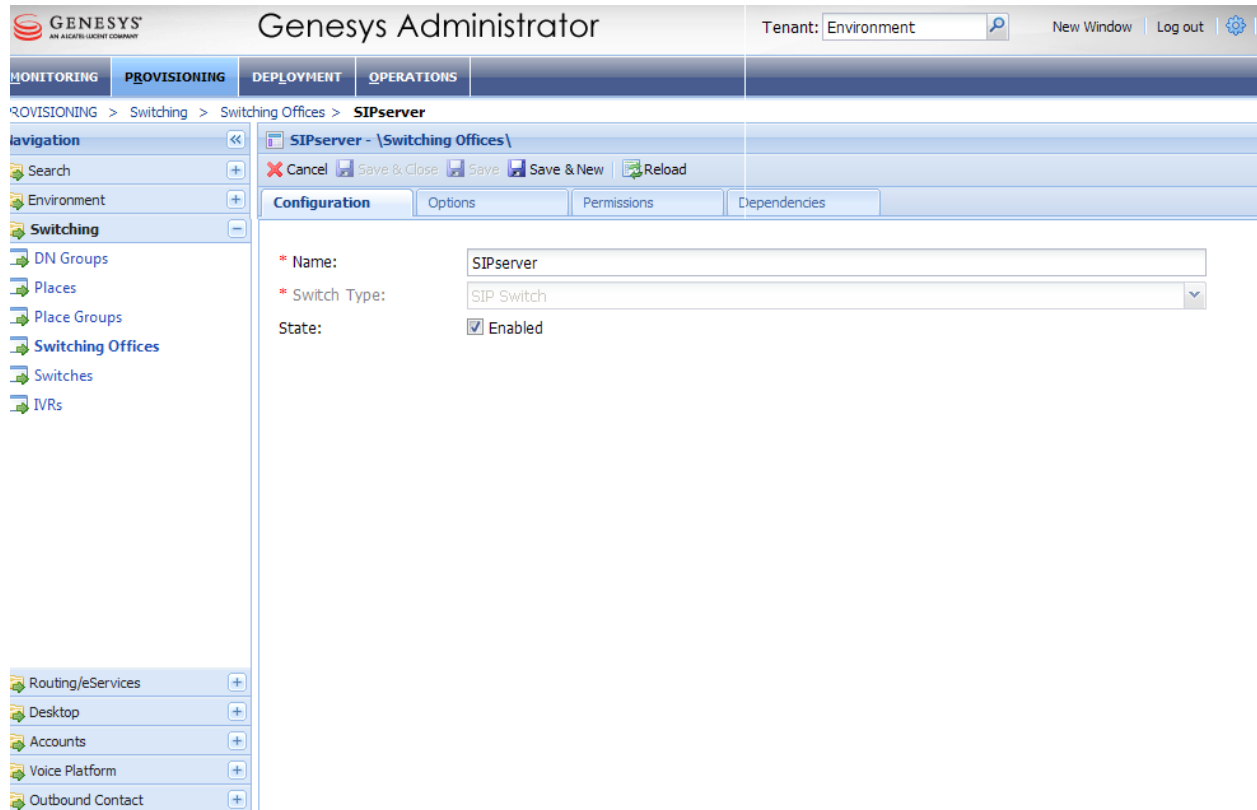 GENESYS
AN ALCATEL-LUCENT COMPANY
Genesys Administrator
Tenant: Environment
New Window
Log out
MONITORING
PROVISIONING
DEPLOYMENT
OPERATIONS
PROVISIONING > Switching > Switching Offices > SIPserver
Navigation
Search
Environment
Switching
DN Groups
Places
Place Groups
Switching Offices
Switches
IVRs
Routing/eServices
Desktop
Accounts
Voice Platform
Outbound Contact
SIPserver - \Switching Offices\
Cancel Save & Close Save Save & New Reload
Configuration
Options
Permissions
Dependencies
* Name: SIPserver
* Switch Type: SIP Switch
State: Enabled